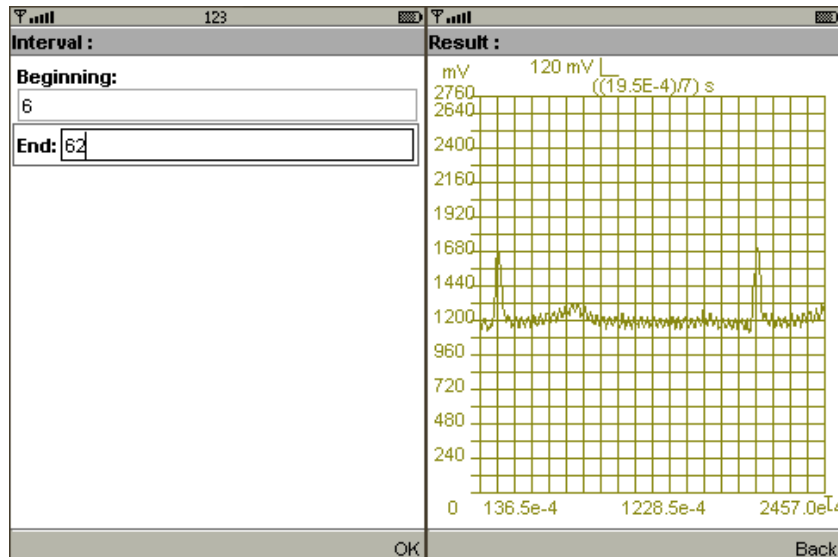 123
Interval :
Beginning:
6
End: 62
OK
Result :
mV
120 mV
((19.5E-4)/7) s
2760
2640
2400
2160
1920
1680
1440
1200
960
720
480
240
0 136.5e-4 1228.5e-4 2457.0e-4
Back